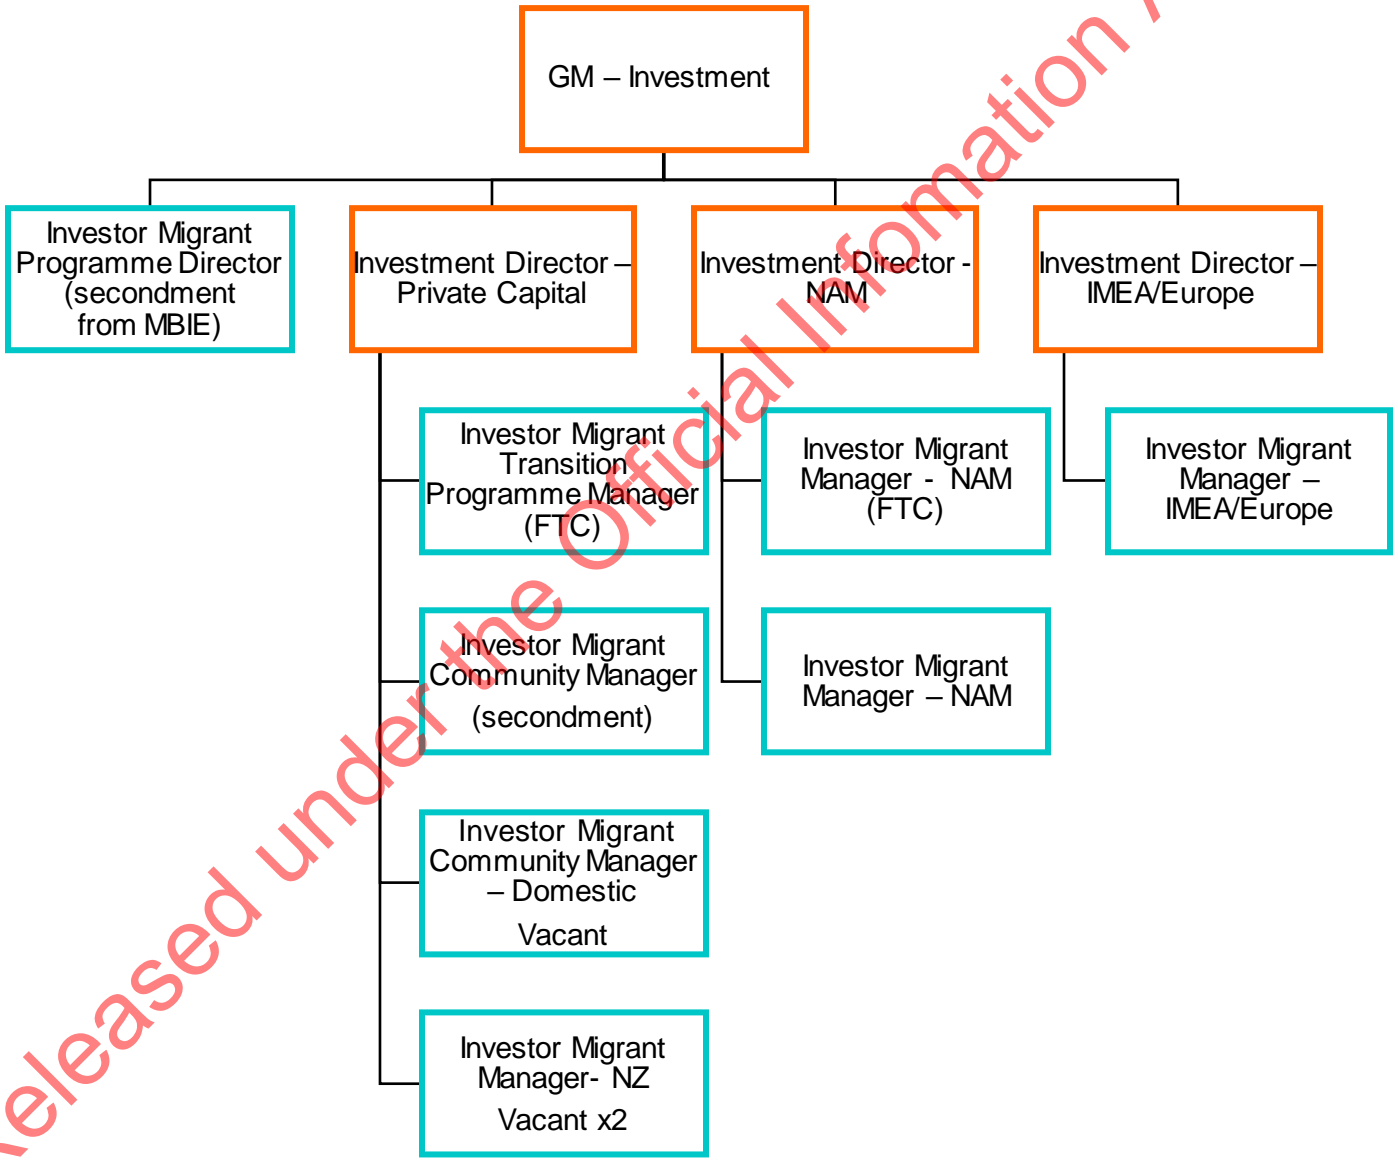 GM – Investment
Investor Migrant
Programme Director
(secondment
from MBIE)
Investment Director –
Private Capital
Investment Director -
NAM
Investment Director –
IMEA/Europe
Investor Migrant
Transition
Programme Manager
(FTC)
Investor Migrant
Manager - NAM
(FTC)
Investor Migrant
Manager –
IMEA/Europe
Investor Migrant
Community Manager
(secondment)
Investor Migrant
Manager – NAM
Investor Migrant
Community Manager
– Domestic
Vacant
Investor Migrant
Manager- NZ
Vacant x2
Released under the Official Infomation A